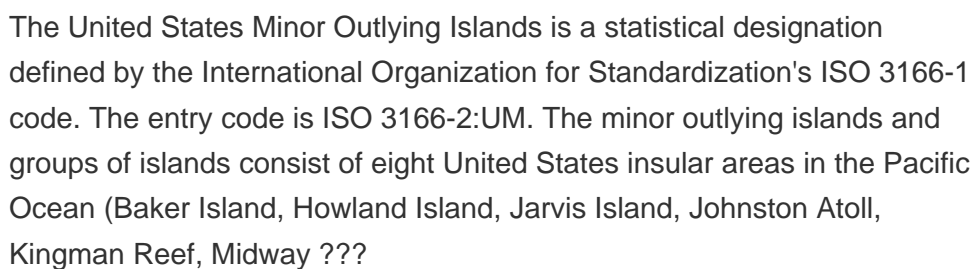 The United States Minor Outlying Islands is a statistical designation
defined by the International Organization for Standardization's ISO 3166-1
code. The entry code is ISO 3166-2:UM. The minor outlying islands and
groups of islands consist of eight United States insular areas in the Pacific
Ocean (Baker Island, Howland Island, Jarvis Island, Johnston Atoll,
Kingman Reef, Midway ???